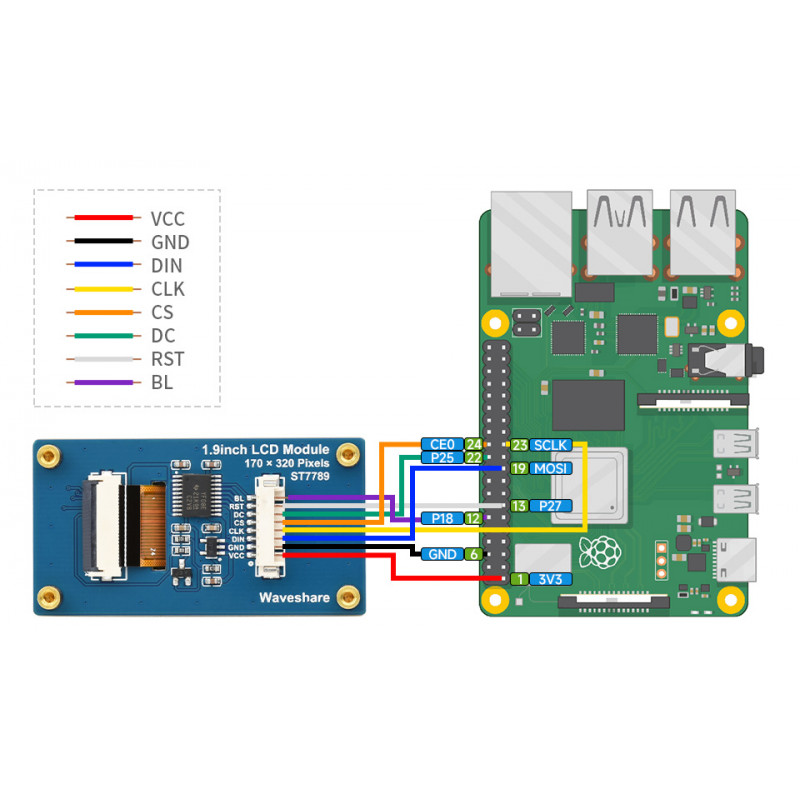 VCC
GND
DIN
CLK
CS
DC
RST
BL
1.9inch LCD Module
170 × 320 Pixels
ST7789
BL
RST
DC
CS
CLK
DIN
GND
VCC
Waveshare
CE0 24
23 SCLK
P25 22
19 MOSI
13 P27
P18 12
GND 6
1 3V3